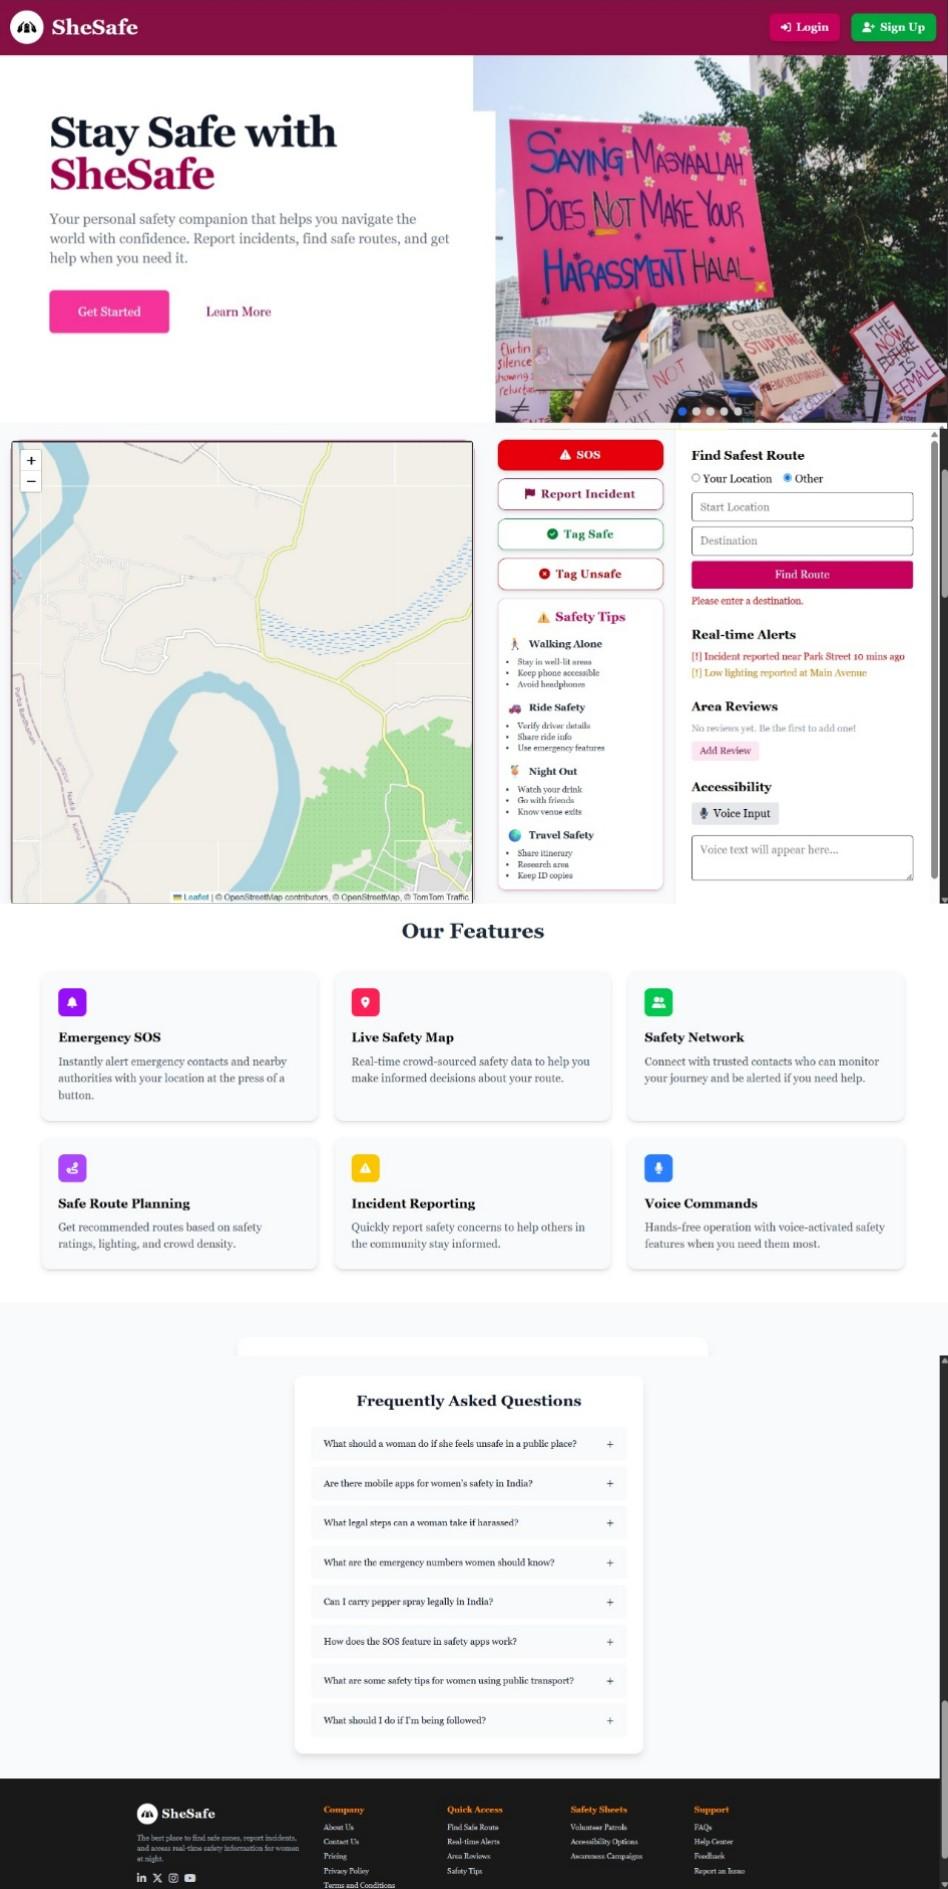 SheSafe
Login
Sign Up
Stay Safe with
SheSafe
Your personal safety companion that helps you navigate the
world with confidence. Report incidents, find safe routes, and get
help when you need it.
Get Started
Learn More
SAYING MASYAALLAH
DOES NOT MAKE YOUR
HARASSMENT HALAL
NOT
STUDYING
NOT
THE
NOW
FUTURE
IS
FEMALE
+
−
Purba Bardhaman
Santipur
Nadia
Kalna - I
Leaflet | © OpenStreetMap contributors, © OpenStreetMap, © TomTom Traffic
SOS
Report Incident
Tag Safe
Tag Unsafe
Safety Tips
Walking Alone
• Stay in well-lit areas
• Keep phone accessible
• Avoid headphones
Ride Safety
• Verify driver details
• Share ride info
• Use emergency features
Night Out
• Watch your drink
• Go with friends
• Know venue exits
Travel Safety
• Share itinerary
• Research area
• Keep ID copies
Find Safest Route
Your Location Other
Start Location
Destination
Find Route
Please enter a destination.
Real-time Alerts
[!] Incident reported near Park Street 10 mins ago
[!] Low lighting reported at Main Avenue
Area Reviews
No reviews yet. Be the first to add one!
Add Review
Accessibility
Voice Input
Voice text will appear here...
Our Features
Emergency SOS
Instantly alert emergency contacts and nearby
authorities with your location at the press of a
button.
Live Safety Map
Real-time crowd-sourced safety data to help you
make informed decisions about your route.
Safety Network
Connect with trusted contacts who can monitor
your journey and be alerted if you need help.
Safe Route Planning
Get recommended routes based on safety
ratings, lighting, and crowd density.
Incident Reporting
Quickly report safety concerns to help others in
the community stay informed.
Voice Commands
Hands-free operation with voice-activated safety
features when you need them most.
Frequently Asked Questions
What should a woman do if she feels unsafe in a public place? +
Are there mobile apps for women's safety in India? +
What legal steps can a woman take if harassed? +
What are the emergency numbers women should know? +
Can I carry pepper spray legally in India? +
How does the SOS feature in safety apps work? +
What are some safety tips for women using public transport? +
What should I do if I'm being followed? +
SheSafe
The best place to find safe zones, report incidents,
and access real-time safety information for women
at night.
Company
About Us
Contact Us
Pricing
Privacy Policy
Terms and Conditions
Quick Access
Find Safe Route
Real-time Alerts
Area Reviews
Safety Tips
Safety Sheets
Volunteer Patrols
Accessibility Options
Awareness Campaigns
Support
FAQs
Help Center
Feedback
Report an Issue